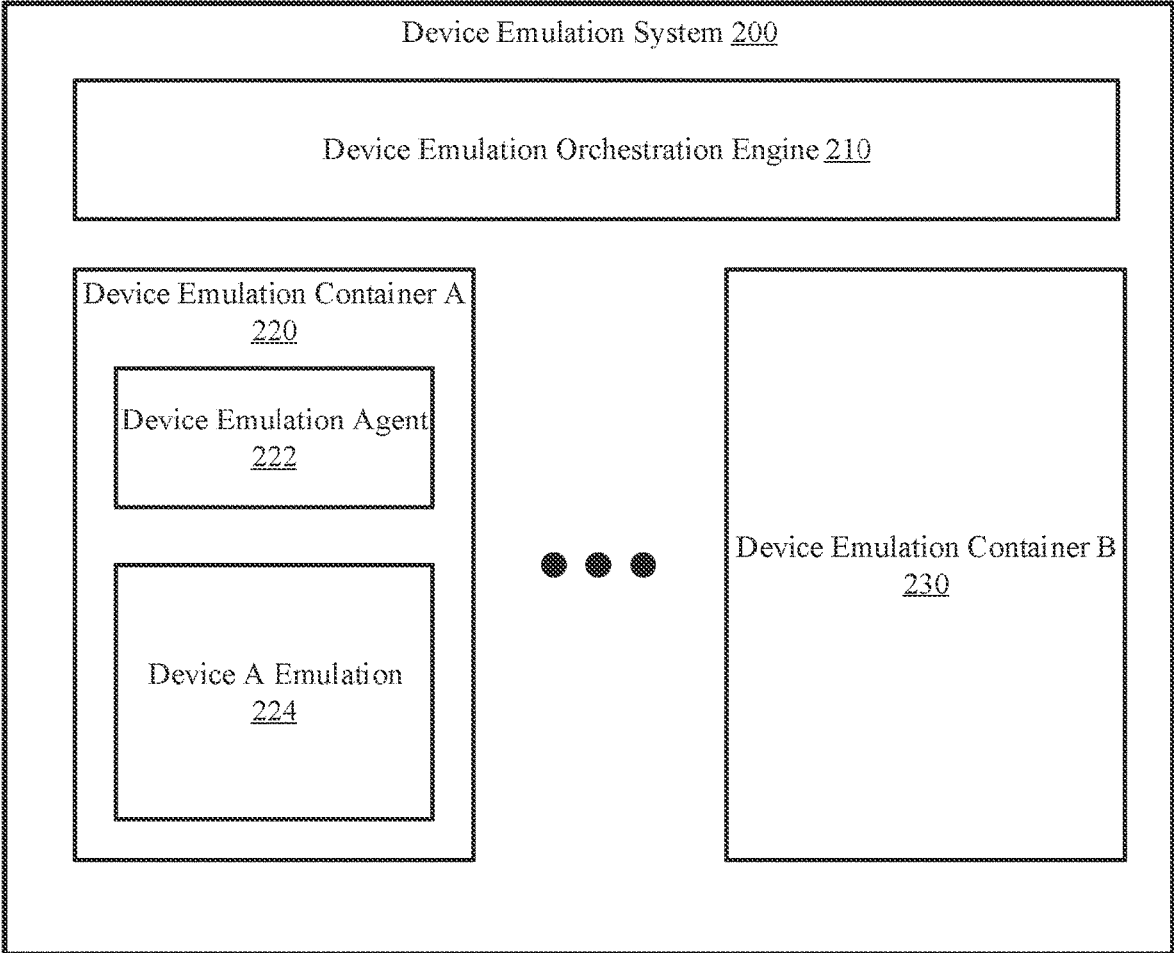 Device Emulation System 200
Device Emulation Orchestration Engine 210
Device Emulation Container A
220
Device Emulation Agent
222
Device A Emulation
224
Device Emulation Container B
230